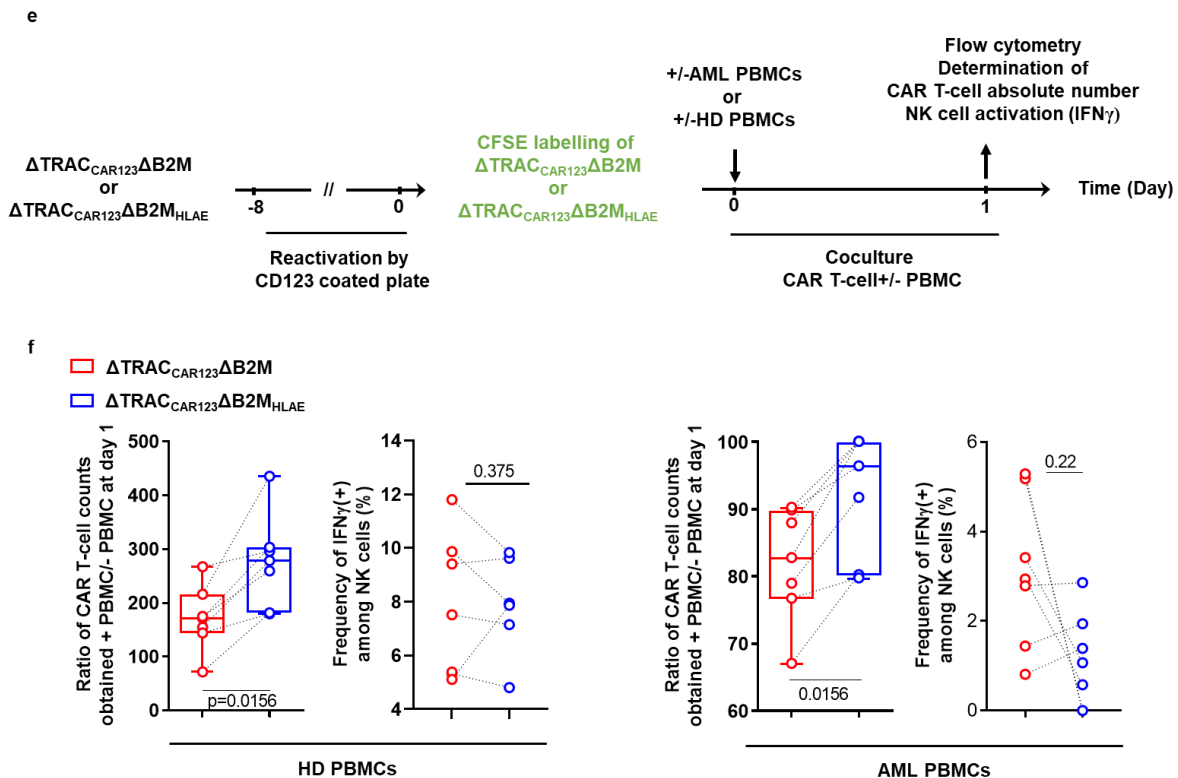 e
Flow cytometry
Determination of
CAR T-cell absolute number
NK cell activation (IFNγ)
+/-AML PBMCs
or
+/-HD PBMCs
CFSE labelling of
ΔTRACCAR123ΔB2M
or
ΔTRACCAR123ΔB2MHLAE
ΔTRACCAR123ΔB2M
or
ΔTRACCAR123ΔB2MHLAE
//
-8
0
0
1
Time (Day)
Reactivation by
CD123 coated plate
Coculture
CAR T-cell+/- PBMC
f
ΔTRACCAR123ΔB2M
ΔTRACCAR123ΔB2MHLAE
Ratio of CAR T-cell counts
obtained + PBMC/- PBMC at day 1
500
400
300
200
100
0
p=0.0156
Frequency of IFNγ(+)
among NK cells (%)
14
12
10
8
6
4
0.375
HD PBMCs
Ratio of CAR T-cell counts
obtained + PBMC/- PBMC at day 1
100
90
80
70
60
0.0156
Frequency of IFNγ(+)
among NK cells (%)
6
4
2
0
0.22
AML PBMCs